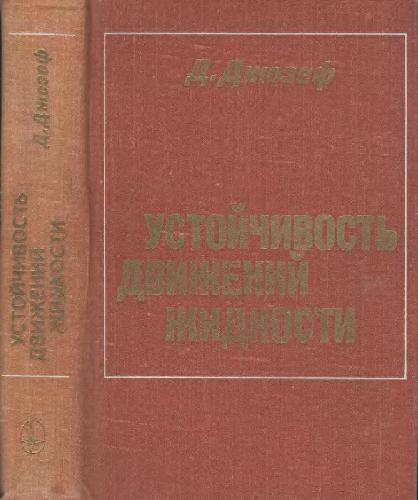 Д. Джозеф
УСТОЙЧИВОСТЬ
ДВИЖЕНИЙ
ЖИДКОСТИ
Д. Джозеф
УСТОЙЧИВОСТЬ
ДВИЖЕНИЙ
ЖИДКОСТИ